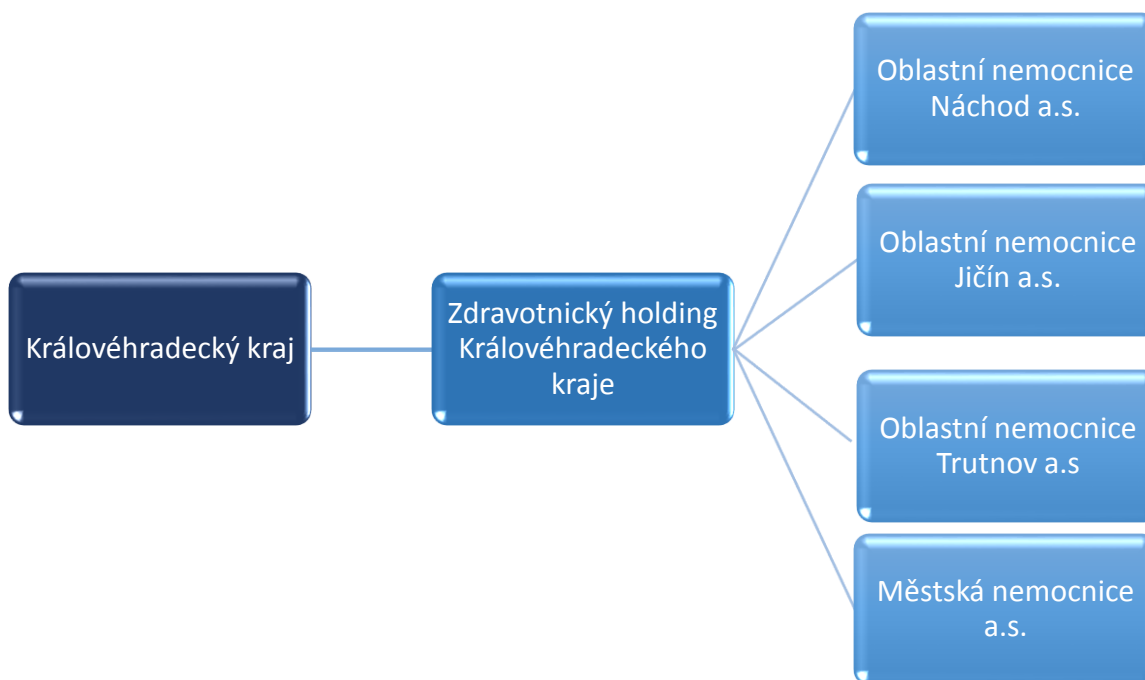 Královéhradecký kraj
Zdravotnický holding
Královéhradeckého
kraje
Oblastní nemocnice
Náchod a.s.
Oblastní nemocnice
Jičín a.s.
Oblastní nemocnice
Trutnov a.s
Městská nemocnice
a.s.